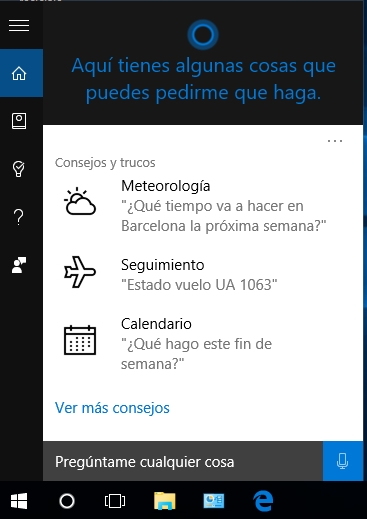 Aquí tienes algunas cosas que
puedes pedirme que haga.
Consejos y trucos
Meteorología
"¿Qué tiempo va a hacer en
Barcelona la próxima semana?"
Seguimiento
"Estado vuelo UA 1063"
Calendario
"¿Qué hago este fin de
semana?"
Ver más consejos
Pregúntame cualquier cosa